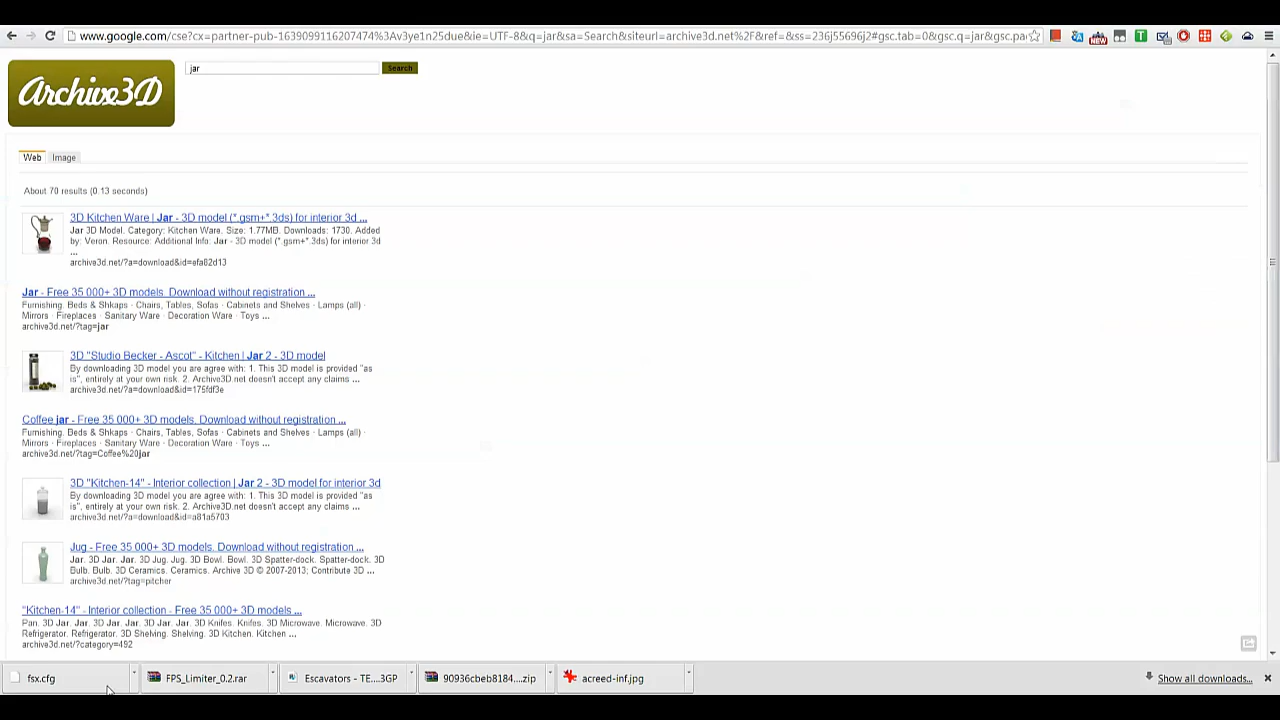 www.google.com/cse?cx=partner-pub-1639099116207474%3Av3ye1n25due&ie=UTF-8&q=jar&sa=Search&siteurl=archive3d.net%2F&ref=&ss=236j55696j2#gsc.tab=0&gsc.q=jar&gsc.pa
NEW
T
Archive3D
jar
Search
Web
Image
About 70 results (0.13 seconds)
3D Kitchen Ware | Jar - 3D model (*.gsm+*.3ds) for interior 3d ...
Jar 3D Model. Category: Kitchen Ware. Size: 1.77MB. Downloads: 1730. Added
by: Veron. Resource: Additional Info: Jar - 3D model (*.gsm+*.3ds) for interior 3d
...
archive3d.net/?a=download&id=efa82d13
Jar - Free 35 000+ 3D models. Download without registration ...
Furnishing. Beds & Shkaps · Chairs, Tables, Sofas · Cabinets and Shelves · Lamps (all) ·
Mirrors · Fireplaces · Sanitary Ware · Decoration Ware · Toys ...
archive3d.net/?tag=jar
3D "Studio Becker - Ascot" - Kitchen | Jar 2 - 3D model
By downloading 3D model you are agree with: 1. This 3D model is provided "as
is", entirely at your own risk. 2. Archive3D.net doesn't accept any claims ...
archive3d.net/?a=download&id=175fdf3e
Coffee jar - Free 35 000+ 3D models. Download without registration ...
Furnishing. Beds & Shkaps · Chairs, Tables, Sofas · Cabinets and Shelves · Lamps (all) ·
Mirrors · Fireplaces · Sanitary Ware · Decoration Ware · Toys ...
archive3d.net/?tag=Coffee%20jar
3D "Kitchen-14" - Interior collection | Jar 2 - 3D model for interior 3d
By downloading 3D model you are agree with: 1. This 3D model is provided "as
is", entirely at your own risk. 2. Archive3D.net doesn't accept any claims ...
archive3d.net/?a=download&id=a81a5703
Jug - Free 35 000+ 3D models. Download without registration ...
Jar. 3D Jar. Jar. 3D Jug. Jug. 3D Bowl. Bowl. 3D Spatter-dock. Spatter-dock. 3D
Bulb. Bulb. 3D Ceramics. Ceramics. Archive 3D © 2007-2013; Contribute 3D ...
archive3d.net/?tag=pitcher
"Kitchen-14" - Interior collection - Free 35 000+ 3D models ...
Pan. 3D Jar. Jar. 3D Jar. Jar. 3D Jar. Jar. 3D Knifes. Knifes. 3D Microwave. Microwave. 3D
Refrigerator. Refrigerator. 3D Shelving. Shelving. 3D Kitchen. Kitchen ...
archive3d.net/?category=492
fsx.cfg
FPS_Limiter_0.2.rar
Escavators - TE....3GP
90936cbeb8184....zip
acreed-inf.jpg
Show all downloads...